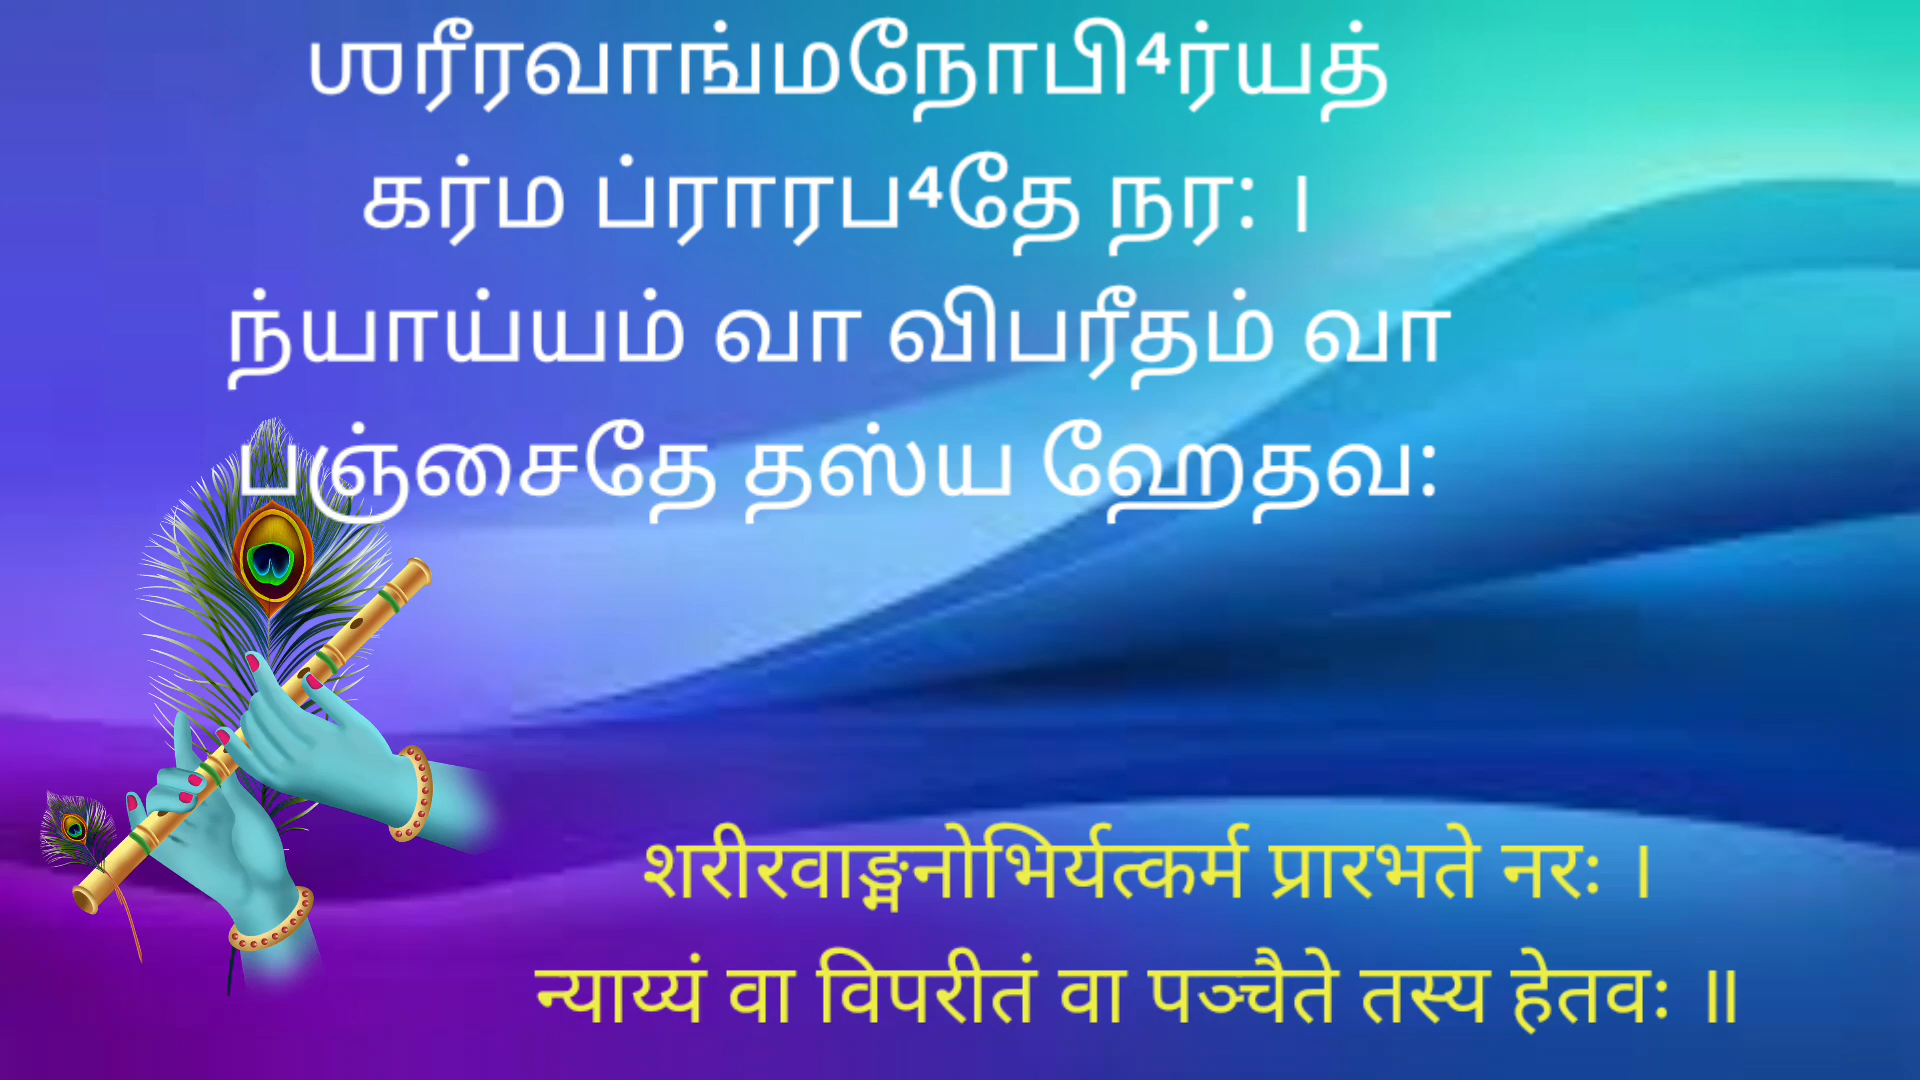 ஶரீரவாங்மநோபி⁴ர்யத்
கர்ம ப்ராரப⁴தே நர: ।
ந்யாய்யம் வா விபரீதம் வா
பஞ்சைதே தஸ்ய ஹேதவ:
शरीरवाङ्मनोभिर्यत्कर्म प्रारभते नरः ।
न्याय्यं वा विपरीतं वा पञ्चैते तस्य हेतवः ॥